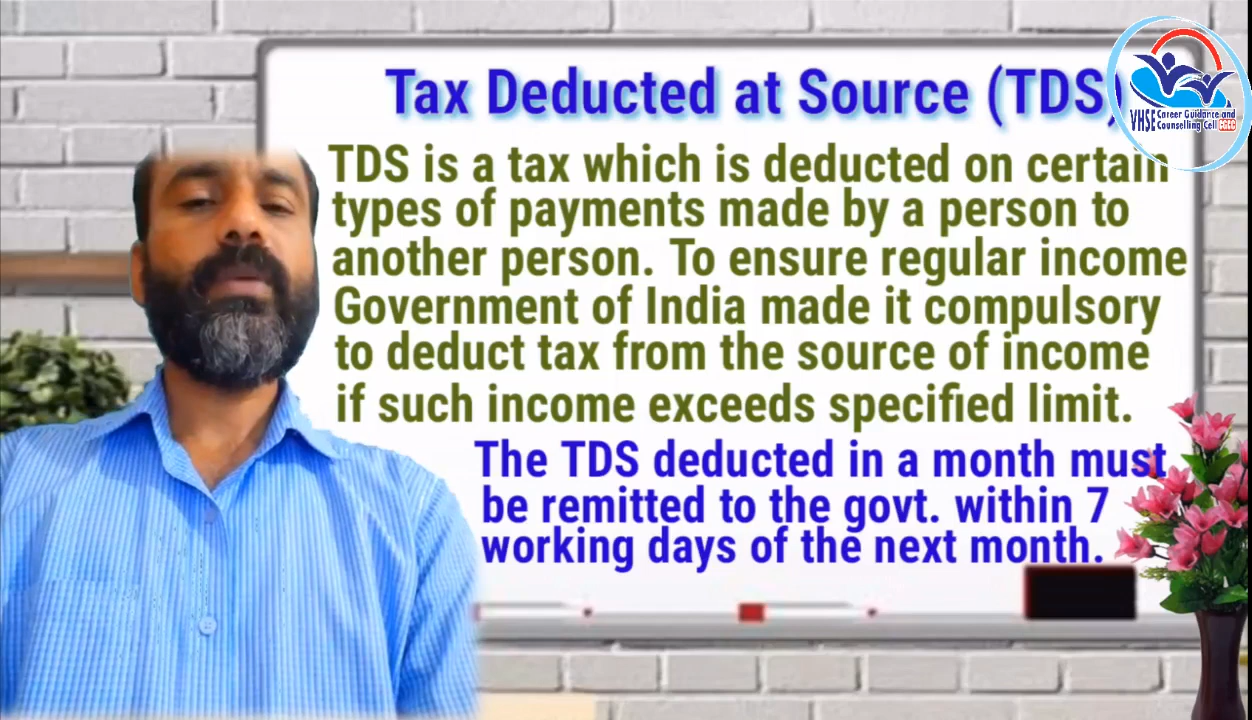 Tax Deducted at Source (TDS)
TDS is a tax which is deducted on certain
types of payments made by a person to
another person. To ensure regular income
Government of India made it compulsory
to deduct tax from the source of income
if such income exceeds specified limit.
The TDS deducted in a month must
be remitted to the govt. within 7
working days of the next month.
VHSE Career Guidance and
Counselling Cell CGCC